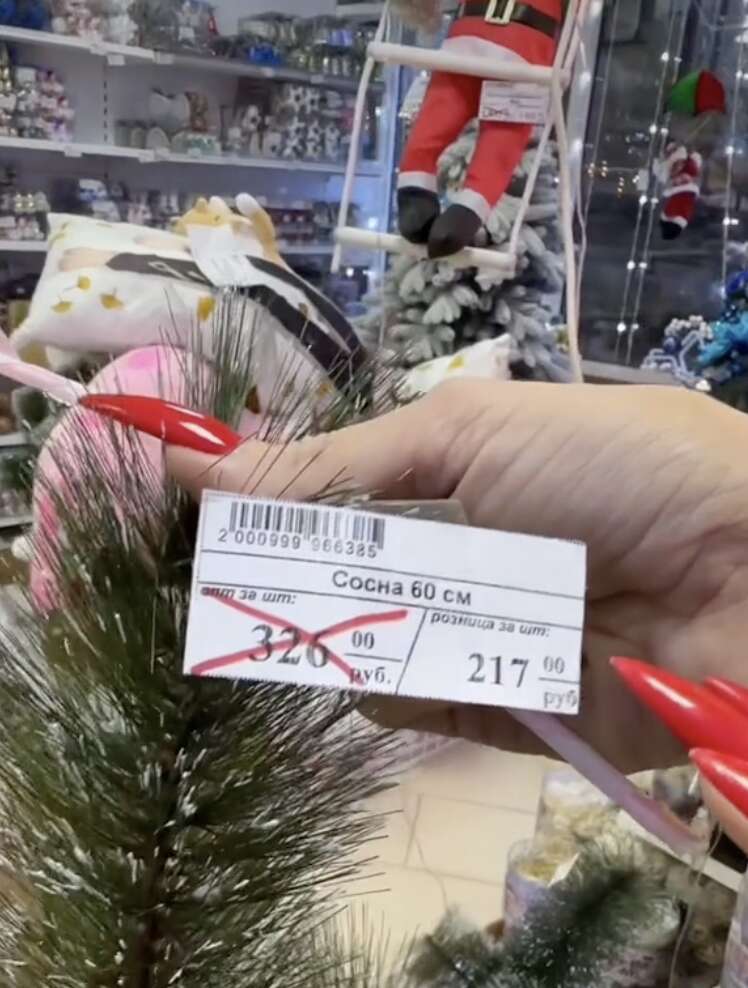 2 000999 966385
Сосна 60 см
опт за шт:
326 00
руб.
розница за шт:
217 00
руб